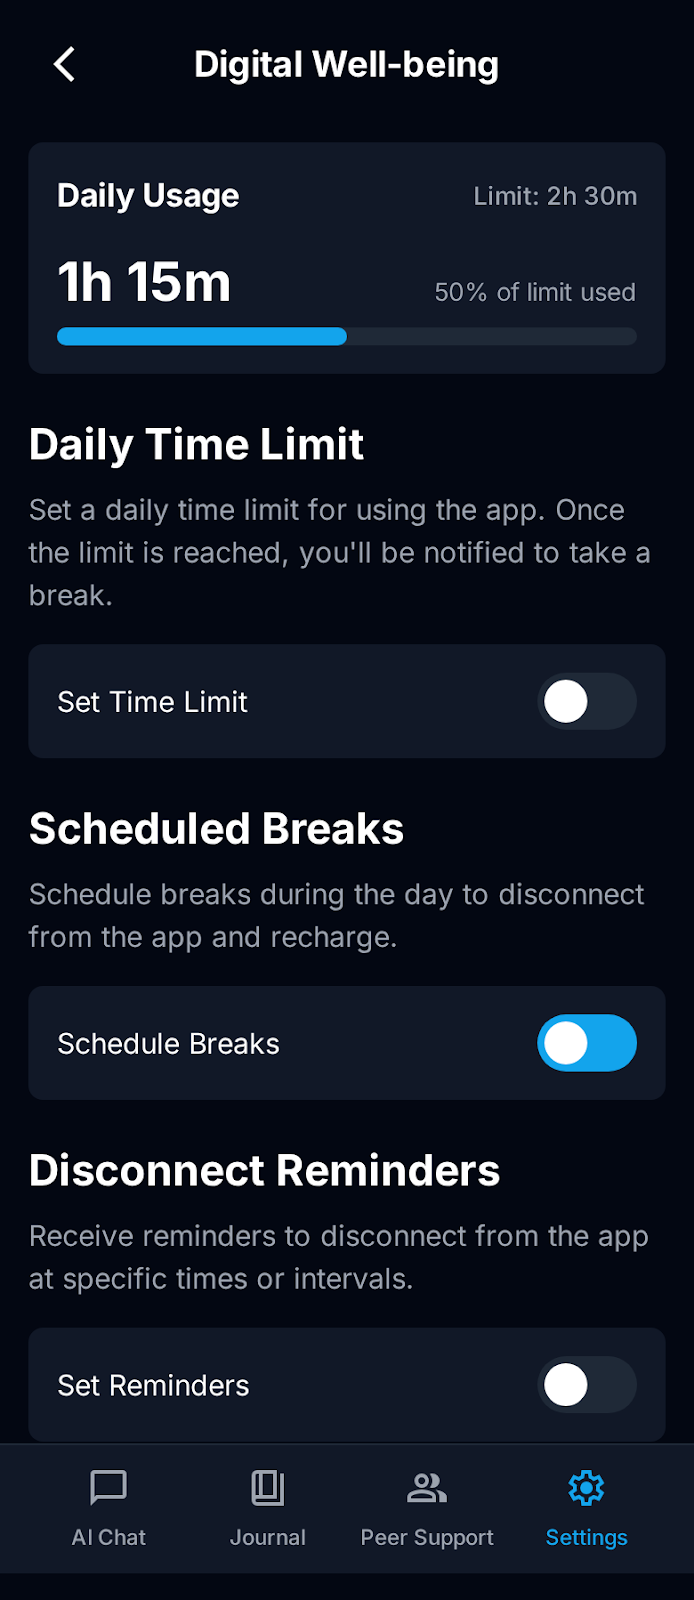 Digital Well-being
Daily Usage
Limit: 2h 30m
1h 15m
50% of limit used
Daily Time Limit
Set a daily time limit for using the app. Once
the limit is reached, you'll be notified to take a
break.
Set Time Limit
Scheduled Breaks
Schedule breaks during the day to disconnect
from the app and recharge.
Schedule Breaks
Disconnect Reminders
Receive reminders to disconnect from the app
at specific times or intervals.
Set Reminders
AI Chat
Journal
Peer Support
Settings